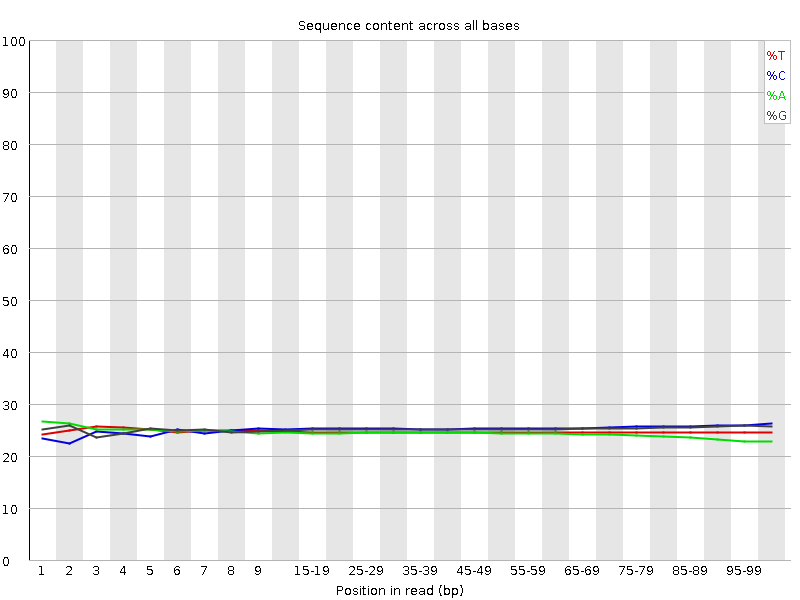 Sequence content across all bases
100
90
80
70
60
50
40
30
20
10
0
%T
%C
%A
%G
1 2 3 4 5 6 7 8 9 15-19 25-29 35-39 45-49 55-59 65-69 75-79 85-89 95-99
Position in read (bp)